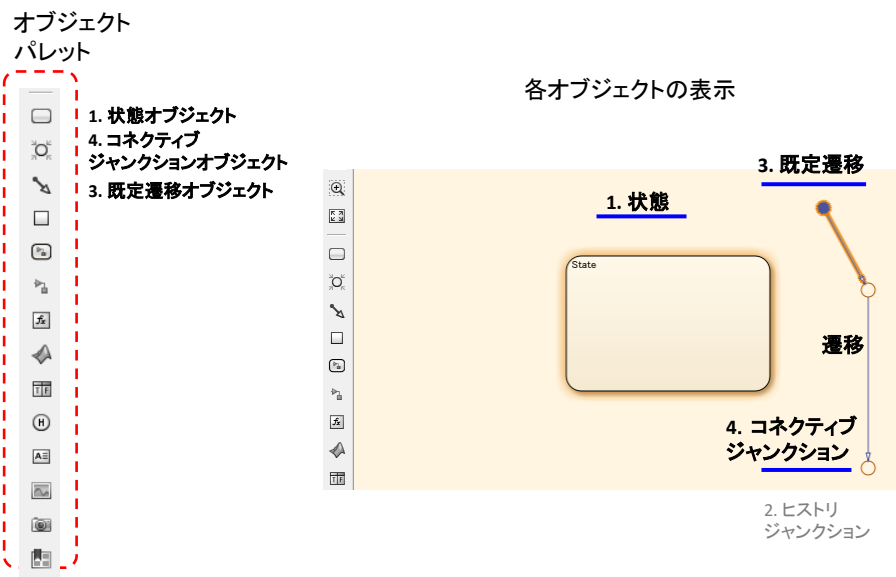 オブジェクト
パレット
1. 状態オブジェクト
4. コネクティブ
ジャンクションオブジェクト
3. 既定遷移オブジェクト
fx
T F
H
A
各オブジェクトの表示
3. 既定遷移
1. 状態
State
遷移
4. コネクティブ
ジャンクション
fx
T F
2. ヒストリ
ジャンクション